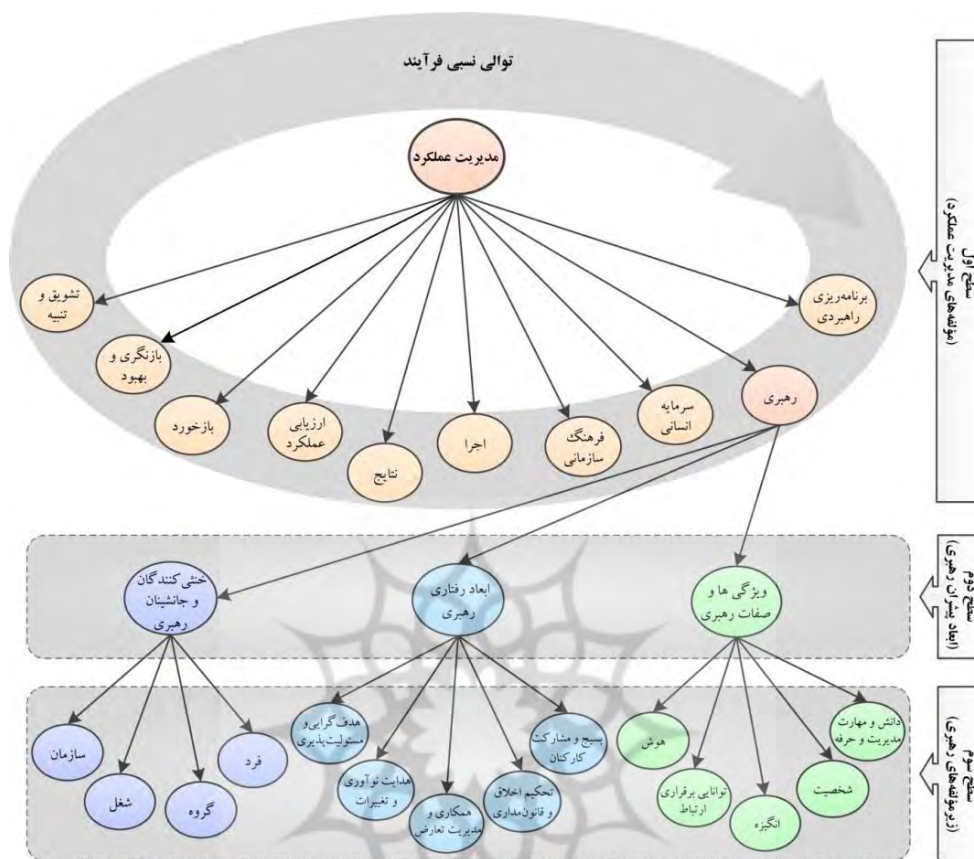 توالی نسبی فرآیند
مدیریت عملکرد
سطح اول
(مؤلفه‌های مدیریت عملکرد)
برنامه‌ریزی
راهبردی
رهبری
سرمایه
انسانی
فرهنگ
سازمانی
اجرا
نتایج
ارزیابی
عملکرد
بازخورد
بازنگری و
بهبود
تشویق و
تنبیه
سطح دوم
(ابعاد پیشران رهبری)
ویژگی ها و
صفات رهبری
ابعاد رفتاری
رهبری
خنثی‌کنندگان
و جانشینان
رهبری
سطح سوم
(زیرمؤلفه‌های رهبری)
دانش و مهارت
مدیریت و حرفه
شخصیت
انگیزه
توانایی برقراری
ارتباط
هوش
بسیج و مشارکت
کارکنان
تحکیم اخلاق
و قانون‌مداری
همکاری و
مدیریت تعارض
هدایت نوآوری
و تغییرات
هدف‌گرایی و
مسئولیت‌پذیری
فرد
گروه
شغل
سازمان